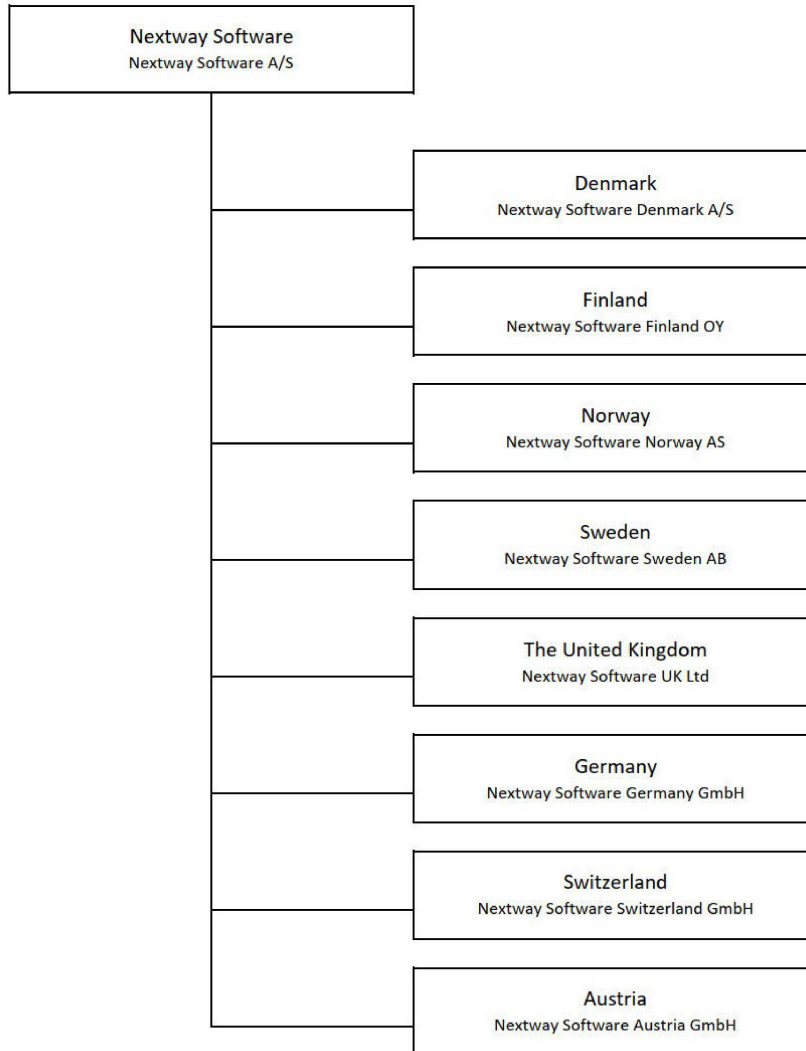 Nextway Software
Nextway Software A/S
Denmark
Nextway Software Denmark A/S
Finland
Nextway Software Finland OY
Norway
Nextway Software Norway AS
Sweden
Nextway Software Sweden AB
The United Kingdom
Nextway Software UK Ltd
Germany
Nextway Software Germany GmbH
Switzerland
Nextway Software Switzerland GmbH
Austria
Nextway Software Austria GmbH